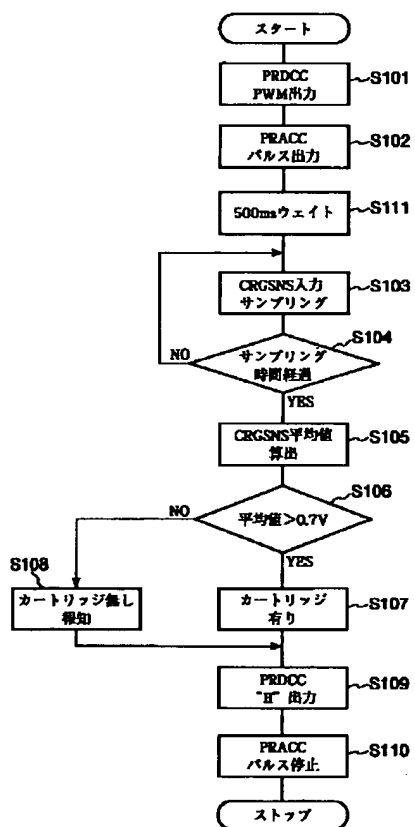 スタート
PRDCC
PWM出力
S101
PRACC
パルス出力
S102
500msウェイト
S111
CRGSNS入力
サンプリング
S103
サンプリング
時間経過
S104
NO
YES
CRGSNS平均値
算出
S105
平均値>0.7V
S106
NO
YES
カートリッジ無し
報知
S108
カートリッジ
有り
S107
PRDCC
"H" 出力
S109
PRACC
パルス停止
S110
ストップ